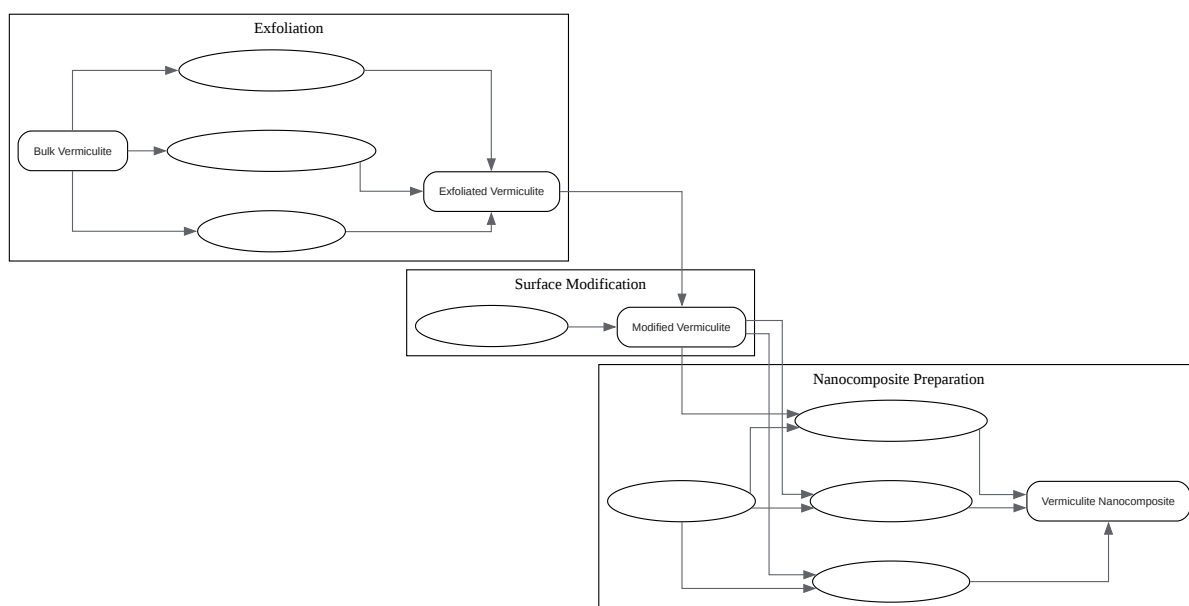 Exfoliation
Bulk Vermiculite
Exfoliated Vermiculite
Surface Modification
Modified Vermiculite
Nanocomposite Preparation
Vermiculite Nanocomposite